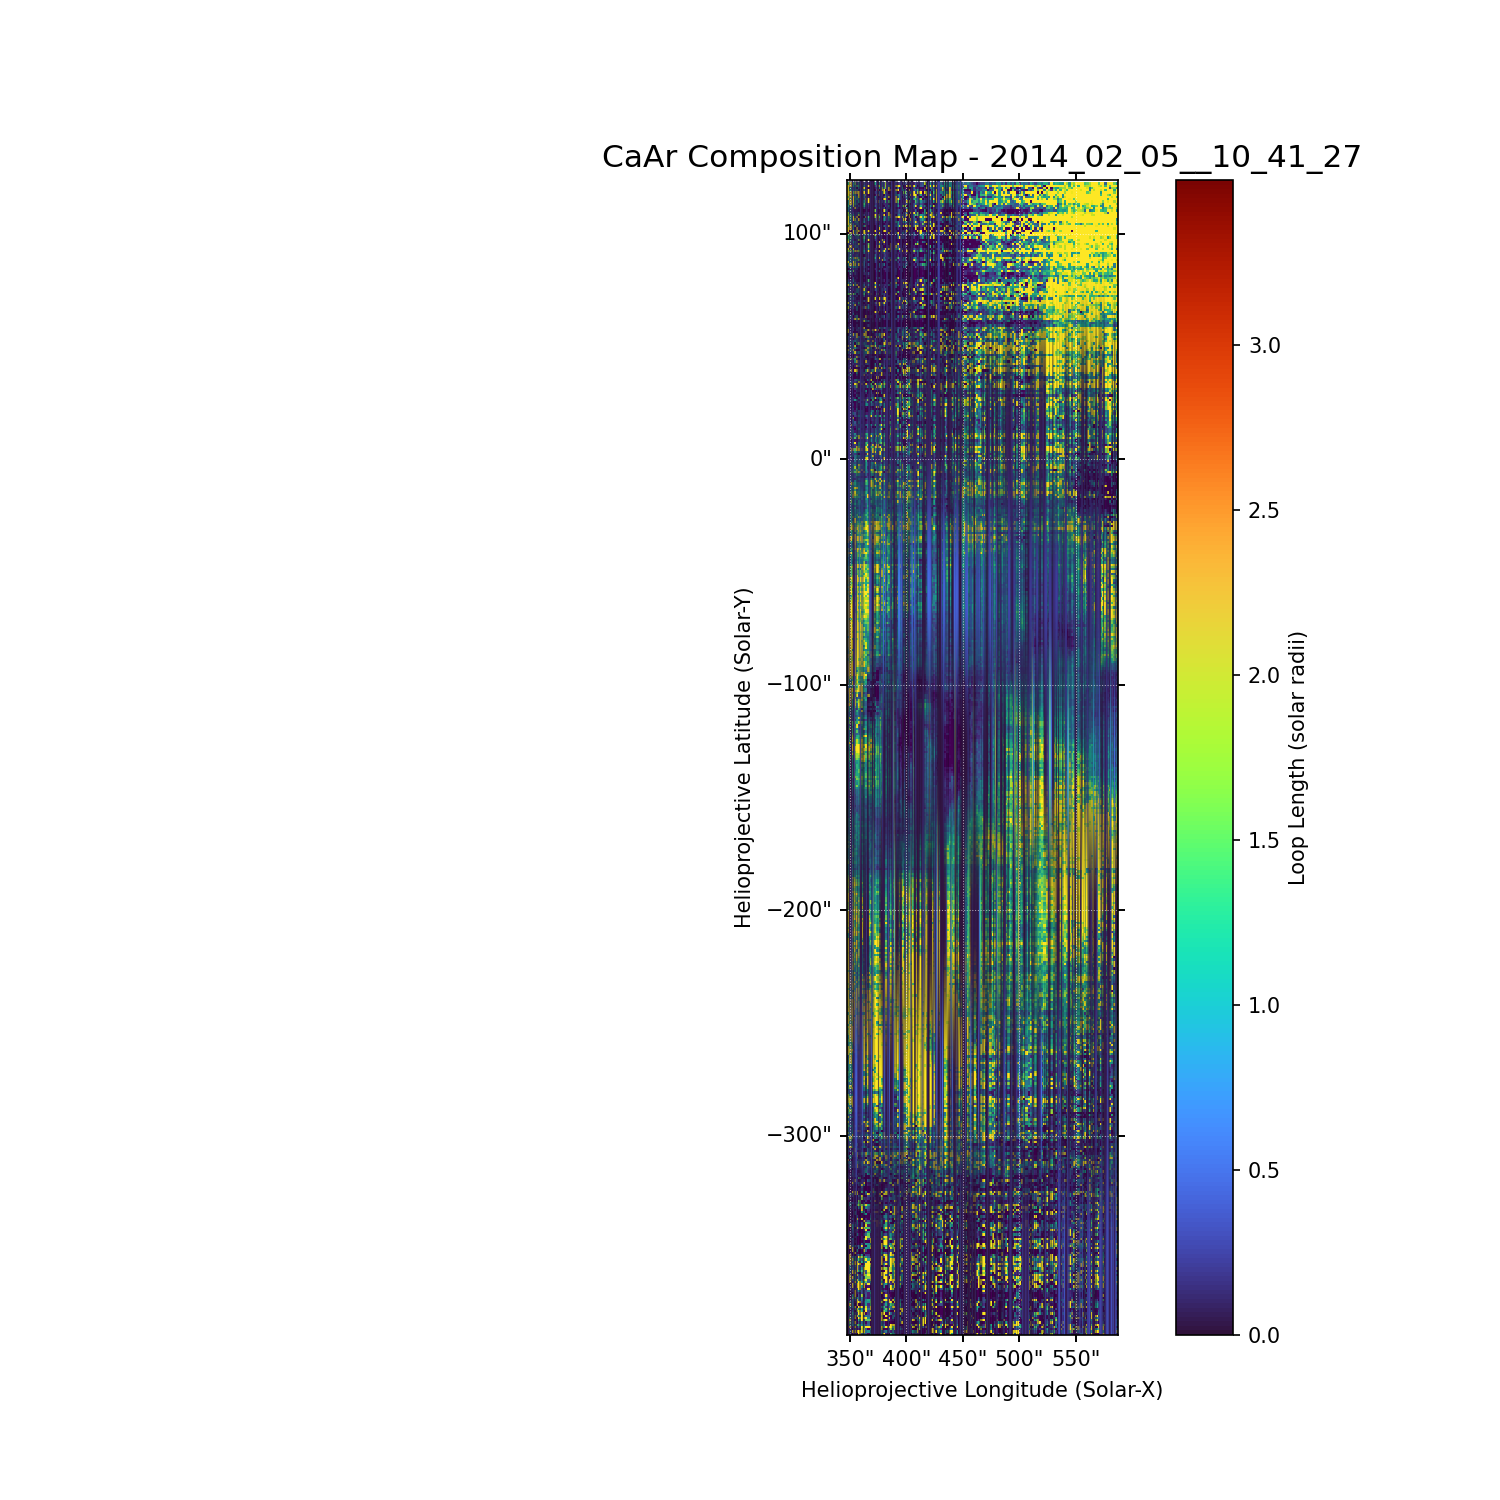 CaAr Composition Map - 2014_02_05__10_41_27
100"
0"
−100"
−200"
−300"
Helioprojective Latitude (Solar-Y)
350" 400" 450" 500" 550"
Helioprojective Longitude (Solar-X)
3.0
2.5
2.0
1.5
1.0
0.5
0.0
Loop Length (solar radii)